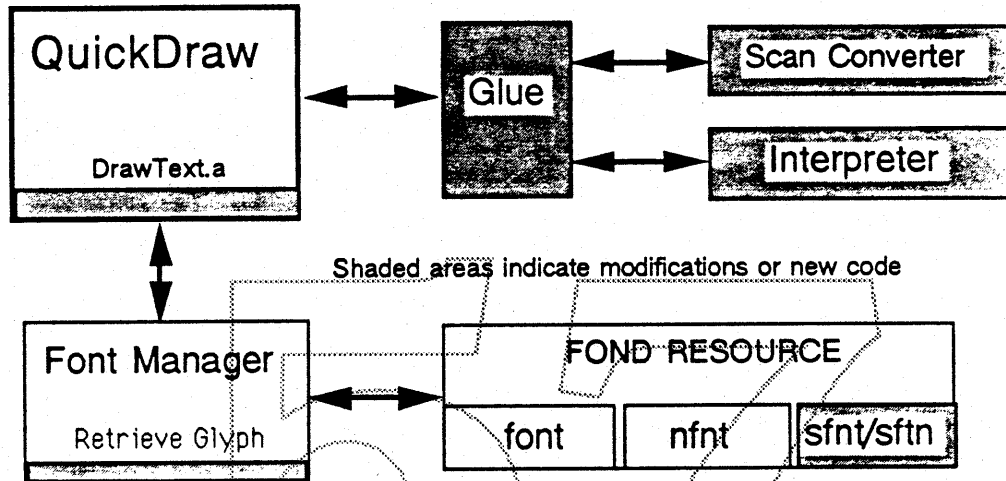 QuickDraw
DrawText.a
Glue
Scan Converter
Interpreter
Shaded areas indicate modifications or new code
Font Manager
Retrieve Glyph
FOND RESOURCE
font
nfnt
sfnt/sftn